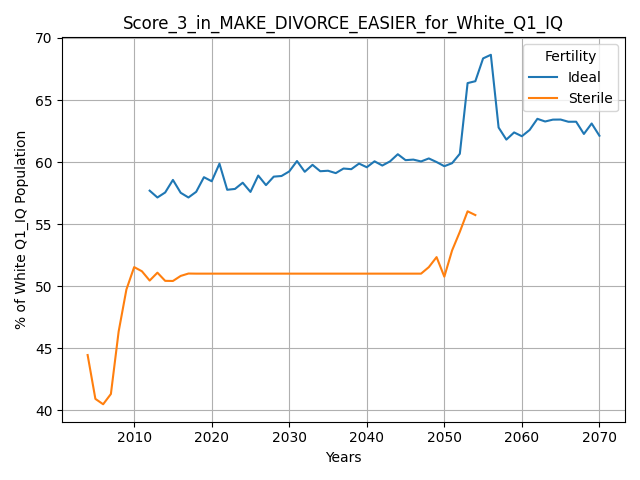 Score_3_in_MAKE_DIVORCE_EASIER_for_White_Q1_IQ
Fertility
Ideal
Sterile
% of White Q1_IQ Population
70
65
60
55
50
45
40
2010 2020 2030 2040 2050 2060 2070
Years